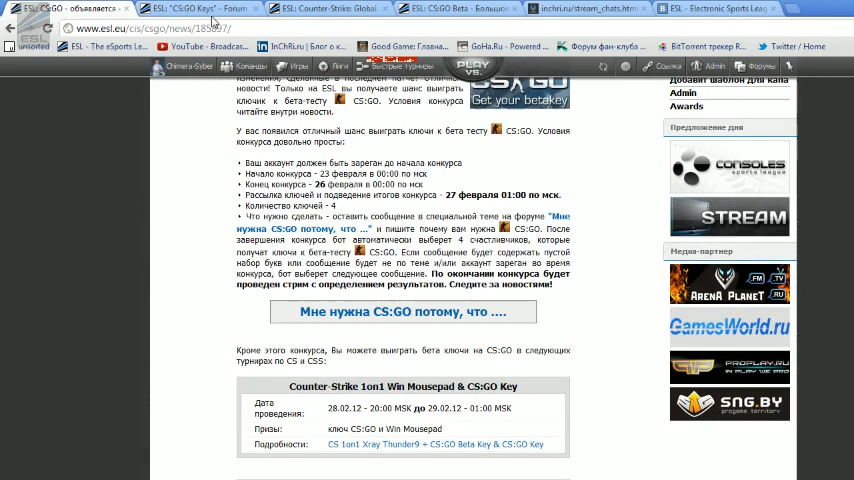 ESL: CS:GO - объявляется к
ESL: "CS:GO Keys" - Forum
ESL: Counter-Strike: Global
ESL: CS:GO Beta - Большо
inchri.ru/stream_chats.html
ESL - Electronic Sports Leag
www.esl.eu/cis/csgo/news/185897/
unsorted
ESL - The eSports Le...
YouTube - Broadcas...
InChRi.ru | Блог о к...
Good Game: Главна...
GoHa.Ru - Powered ...
Форум фан-клуба ...
BitTorrent трекер R...
Twitter / Home
Chimera-Syber
Команды
Игры
Лиги
Быстрые турниры
PLAY
VS.
Ссылка
Admin
Форумы
изменения, сделанные в последнем патче? Отличные
новости! Только на ESL вы получаете шанс выиграть
ключик к бета-тесту CS:GO. Условия конкурса
читайте внутри новости.
CS:GO
Get your betakey
У вас появился отличный шанс выиграть ключи к бета тесту CS:GO. Условия
конкурса довольно просты:
Ваш аккаунт должен быть зареган до начала конкурса
Начало конкурса - 23 февраля в 00:00 по мск
Конец конкурса - 26 февраля в 00:00 по мск
Рассылка ключей и подведение итогов конкурса - 27 февраля 01:00 по мск.
Количество ключей - 4
Что нужно сделать - оставить сообщение в специальной теме на форуме "Мне
нужна CS:GO потому, что ..." и пишите почему вам нужна CS:GO. После
завершения конкурса бот автоматически выберет 4 счастливчиков, которые
получат ключи к бета-тесту CS:GO. Если сообщение будет содержать пустой
набор букв или сообщение будет не по теме и/или аккаунт зареган во время
конкурса, бот выберет следующее сообщение. По окончании конкурса будет
проведен стрим с определением результатов. Следите за новостями!
Мне нужна CS:GO потому, что ....
Кроме этого конкурса, Вы можете выиграть бета ключи на CS:GO в следующих
турнирах по CS и CSS:
Counter-Strike 1on1 Win Mousepad & CS:GO Key
Дата
проведения:
28.02.12 - 20:00 MSK до 29.02.12 - 01:00 MSK
Призы:
ключ CS:GO и Win Mousepad
Подробности:
CS 1on1 Xray Thunder9 + CS:GO Beta Key & CS:GO Key
Добавит шаблон для капа
Admin
Awards
Предложение дня
CONSOLES
sports league
STREAM
Медиа-партнер
ARENA PLANET
.FM .TV
.RU
GamesWorld.ru
PROPLAY.RU
IN PLAY WE PRO
SNG.BY
progame territory
ESL